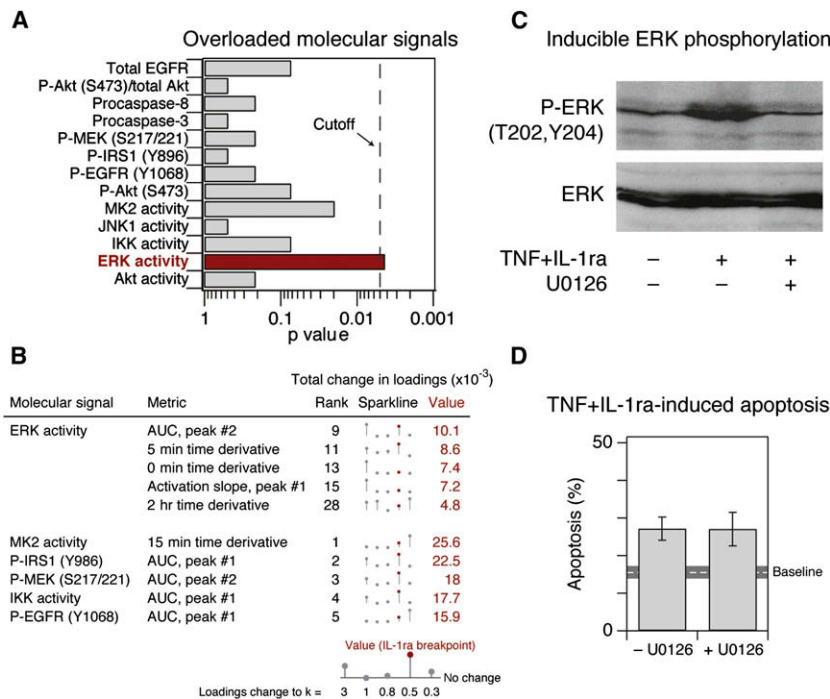 A
Overloaded molecular signals
Total EGFR
P-Akt (S473)/total Akt
Procaspase-8
Procaspase-3
P-MEK (S217/221)
P-IRS1 (Y896)
P-EGFR (Y1068)
P-Akt (S473)
MK2 activity
JNK1 activity
IKK activity
ERK activity
Akt activity
Cutoff
1 0.1 0.01 0.001
p value
B
Total change in loadings (x10-3)
Molecular signal Metric Rank Sparkline Value
ERK activity AUC, peak #2 9 10.1
5 min time derivative 11 8.6
0 min time derivative 13 7.4
Activation slope, peak #1 15 7.2
2 hr time derivative 28 4.8
MK2 activity 15 min time derivative 1 25.6
P-IRS1 (Y986) AUC, peak #1 2 22.5
P-MEK (S217/221) AUC, peak #2 3 18
IKK activity AUC, peak #1 4 17.7
P-EGFR (Y1068) AUC, peak #1 5 15.9
Value (IL-1ra breakpoint)
No change
Loadings change to k = 3 1 0.8 0.5 0.3
C
Inducible ERK phosphorylation
P-ERK
(T202,Y204)
ERK
TNF+IL-1ra – + +
U0126 – – +
D
TNF+IL-1ra-induced apoptosis
50
Apoptosis (%)
Baseline
0
– U0126 + U0126